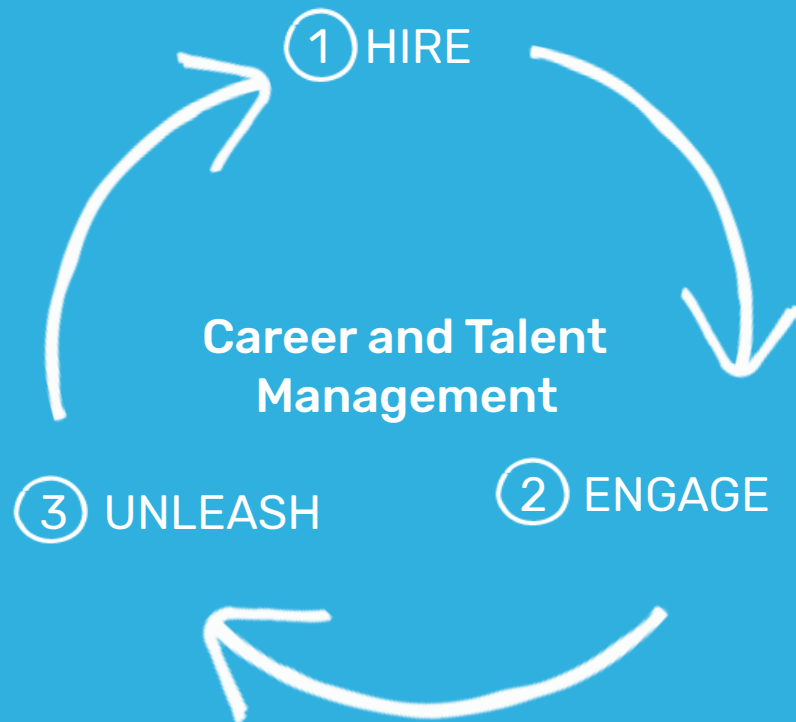 1 HIRE
Career and Talent
Management
2 ENGAGE
3 UNLEASH